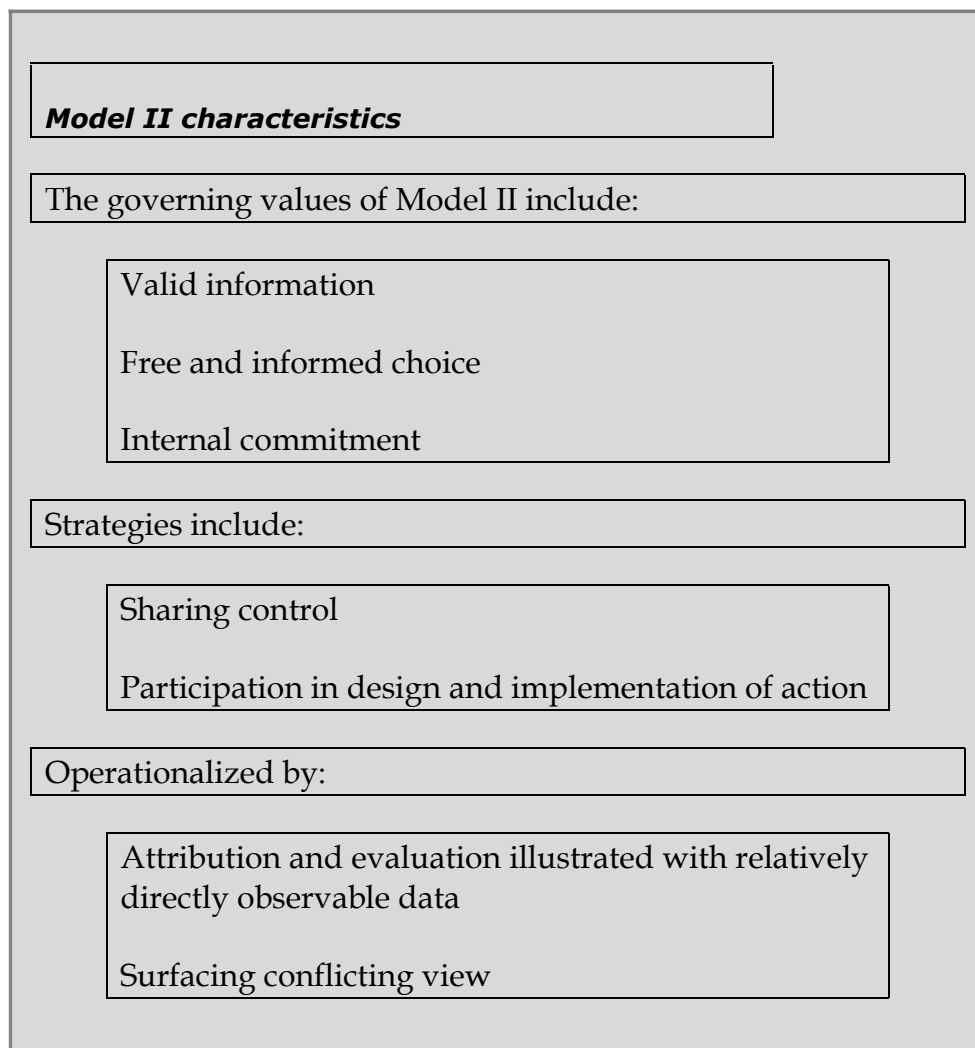 Model II characteristics
The governing values of Model II include:
Valid information
Free and informed choice
Internal commitment
Strategies include:
Sharing control
Participation in design and implementation of action
Operationalized by:
Attribution and evaluation illustrated with relatively
directly observable data
Surfacing conflicting view